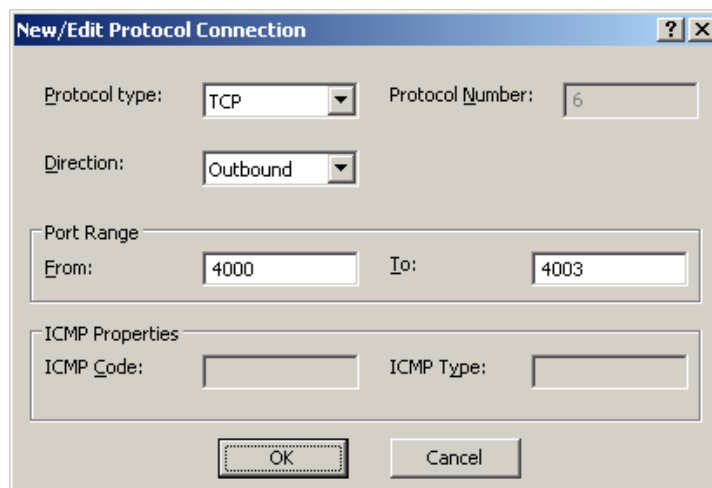 New/Edit Protocol Connection
Protocol type: TCP Protocol Number: 6
Direction: Outbound
Port Range
From: 4000 To: 4003
ICMP Properties
ICMP Code: ICMP Type:
OK Cancel